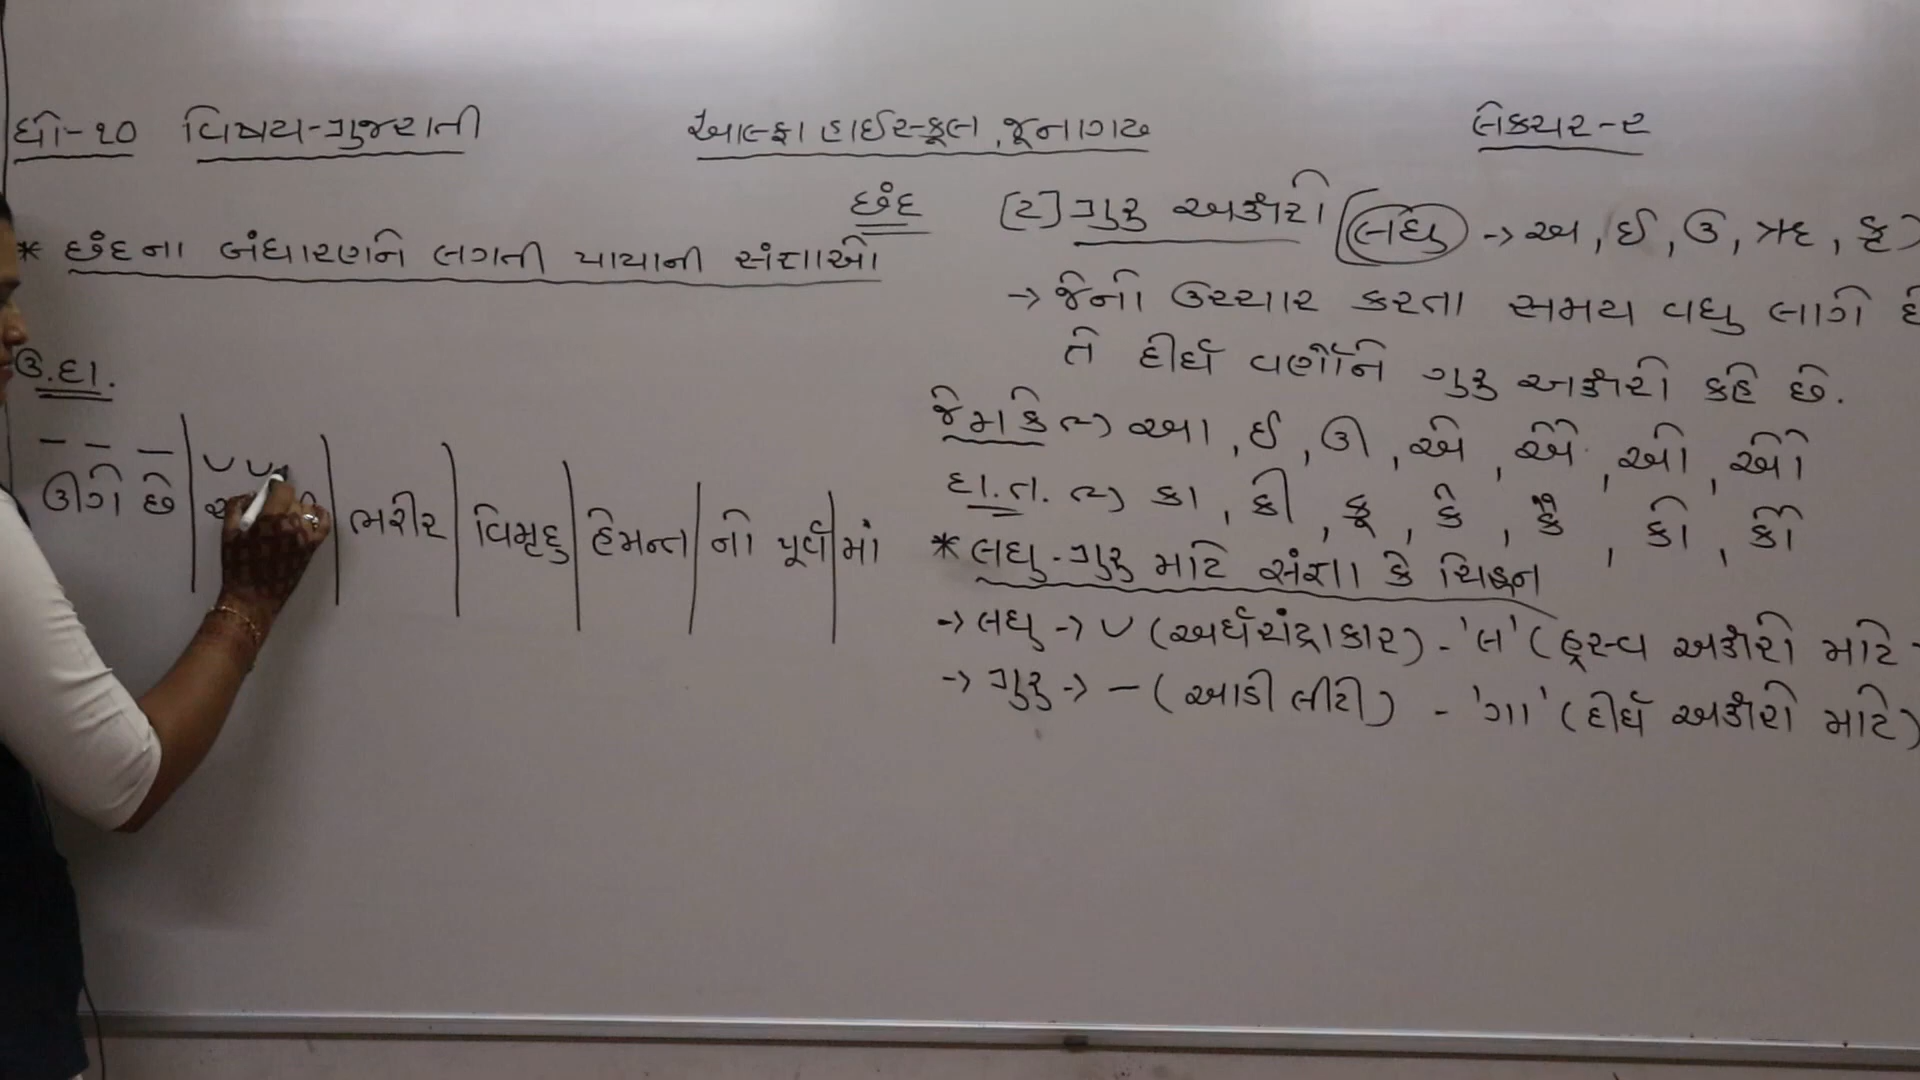 ધો-૧૦ વિષય-ગુજરાતી
આલ્ફા હાઈસ્કૂલ, જૂનાગઢ
લેક્ચર-૨
છંદ
* છંદના બંધારણને લગતી પાયાની સંજ્ઞાઓ
ઉ.દા.
– – – ᴗ ᴗ
ઊગે છે | | ભરીર | વિમૃદુ | હેમન્ત | નો પૂર્વ | માં
[૨] ગુરુ અક્ષરો [લઘુ → અ, ઈ, ઉ, ઋ, કૃ
→ જેનો ઉચ્ચાર કરતા સમય વધુ લાગે છે
તે દીર્ઘ વર્ણોને ગુરુ અક્ષરો કહે છે.
જેમકે ~) આ, ઈ, ઊ, એ, ઐ, ઓ, ઔ
દા.ત. ~) કા, કી, કૂ, કે, કૈ, કો, કૌ
* લઘુ-ગુરુ માટે સંજ્ઞા કે ચિહ્ન
→ લઘુ → ᴗ (અર્ધચંદ્રાકાર) - 'લ' (હ્રસ્વ અક્ષરો માટે
→ ગુરુ → – (આડી લીટી) - 'ગા' (દીર્ઘ અક્ષરો માટે)